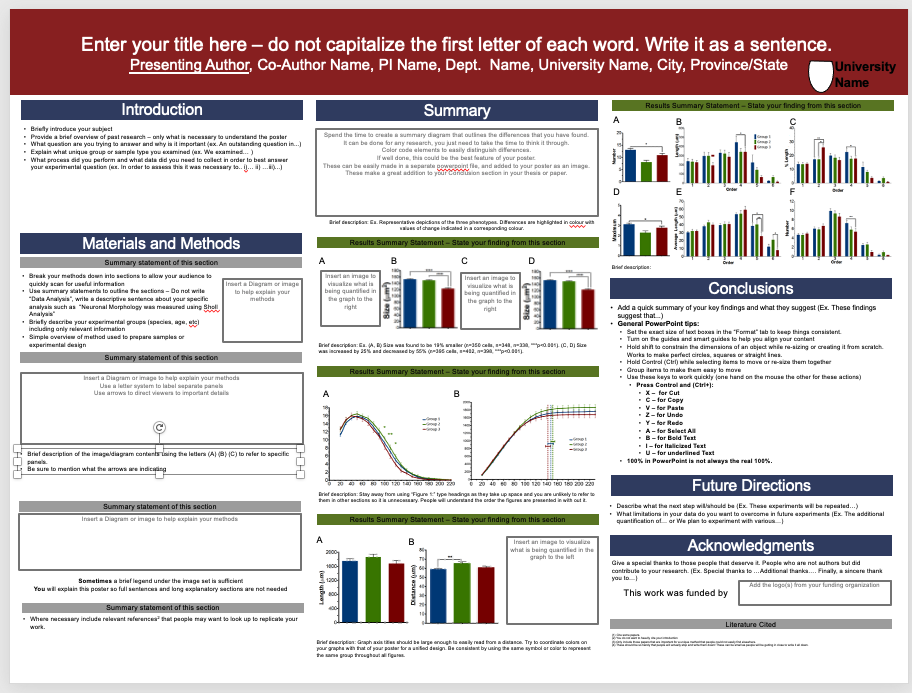 Enter your title here – do not capitalize the first letter of each word. Write it as a sentence.
Presenting Author, Co-Author Name, PI Name, Dept. Name, University Name, City, Province/State
University
Name
Introduction
• Briefly introduce your subject
• Provide a brief overview of past research – only what is necessary to understand the poster
• What question are you trying to answer and why is it important (ex. An outstanding question in…)
• Explain what unique group or sample type you examined (ex. We examined… )
• What process did you perform and what data did you need to collect in order to best answer
your experimental question (ex. In order to assess this it was necessary to.. i)… ii) …iii)…)
Materials and Methods
Summary statement of this section
• Break your methods down into sections to allow your audience to
quickly scan for useful information
• Use summary statements to outline the sections – Do not write
"Data Analysis", write a descriptive sentence about your specific
analysis such as "Neuronal Morphology was measured using Sholl
Analysis"
• Briefly describe your experimental groups (species, age, etc)
including only relevant information
• Simple overview of method used to prepare samples or
experimental design
Insert a Diagram or image
to help explain your
methods
Summary statement of this section
Insert a Diagram or image to help explain your methods
Use a letter system to label separate panels
Use arrows to direct viewers to important details
• Brief description of the image/diagram contents using the letters (A) (B) (C) to refer to specific
panels.
• Be sure to mention what the arrows are indicating
Summary statement of this section
Insert a Diagram or image to help explain your methods
Sometimes a brief legend under the image set is sufficient
You will explain this poster so full sentences and long explanatory sections are not needed
Summary statement of this section
• Where necessary include relevant references² that people may want to look up to replicate your
work.
Summary
Spend the time to create a summary diagram that outlines the differences that you have found.
It can be done for any research, you just need to take the time to think it through.
Color code elements to easily distinguish differences.
If well done, this could be the best feature of your poster.
These can be easily made in a separate powerpoint file, and added to your poster as an image.
These make a great addition to your Conclusion section in your thesis or paper.
Brief description: Ex. Representative depictions of the three phenotypes. Differences are highlighted in colour with
values of change indicated in a corresponding colour.
Results Summary Statement – State your finding from this section
A
B
C
D
Insert an image to
visualize what is
being quantified in
the graph to the
right
Size (µm²)
Insert an image to
visualize what is
being quantified in
the graph to the
right
Size (µm²)
Brief description: Ex. (A, B) Size was found to be 19% smaller (n=350 cells, n=348, n=338, ***p<0.001). (C, D) Size
was increased by 25% and decreased by 55% (n=395 cells, n=402, n=398, ***p<0.001).
Results Summary Statement – State your finding from this section
A
B
Group 1
Group 2
Group 3
0 20 40 60 80 100 120 140 160 180 200 220
Group 1
Group 2
Group 3
Brief description: Stay away from using "Figure 1:" type headings as they take up space and you are unlikely to refer to
them in other sections so it is unnecessary. People will understand the order the figures are presented in with out it.
Results Summary Statement – State your finding from this section
A
B
Length (um)
Distance (um)
**
Insert an image to visualize
what is being quantified in the
graph to the left
Brief description: Graph axis titles should be large enough to easily read from a distance. Try to coordinate colors on
your graphs with that of your poster for a unified design. Be consistent by using the same symbol or color to represent
the same group throughout all figures.
Results Summary Statement – State your finding from this section
A
B
C
Number
Length (um)
Length
Group 1
Group 2
Group 3
Order
Order
D
E
F
Maximum
Average Length (um)
Number
Order
Order
Brief description:
Conclusions
• Add a quick summary of your key findings and what they suggest (Ex. These findings
suggest that…)
• General PowerPoint tips:
• Set the exact size of text boxes in the "Format" tab to keep things consistent.
• Turn on the guides and smart guides to help you align your content
• Hold shift to constrain the dimensions of an object while re-sizing or creating it from scratch.
Works to make perfect circles, squares or straight lines.
• Hold Control (Ctrl) while selecting items to move or re-size them together
• Group items to make them easy to move
• Use these keys to work quickly (one hand on the mouse the other for these actions)
• Press Control and (Ctrl+):
• X – for Cut
• C – for Copy
• V – for Paste
• Z – for Undo
• Y – for Redo
• A – for Select All
• B – for Bold Text
• I – for Italicized Text
• U – for underlined Text
• 100% in PowerPoint is not always the real 100%.
Future Directions
• Describe what the next step will/should be (Ex. These experiments will be repeated…)
• What limitations in your data do you want to overcome in future experiments (Ex. The additional
quantification of… or We plan to experiment with various…)
Acknowledgments
Give a special thanks to those people that deserve it. People who are not authors but did
contribute to your research. (Ex. Special thanks to … Additional thanks…. Finally, a sincere thank
you to…)
This work was funded by
Add the logo(s) from your funding organization
Literature Cited